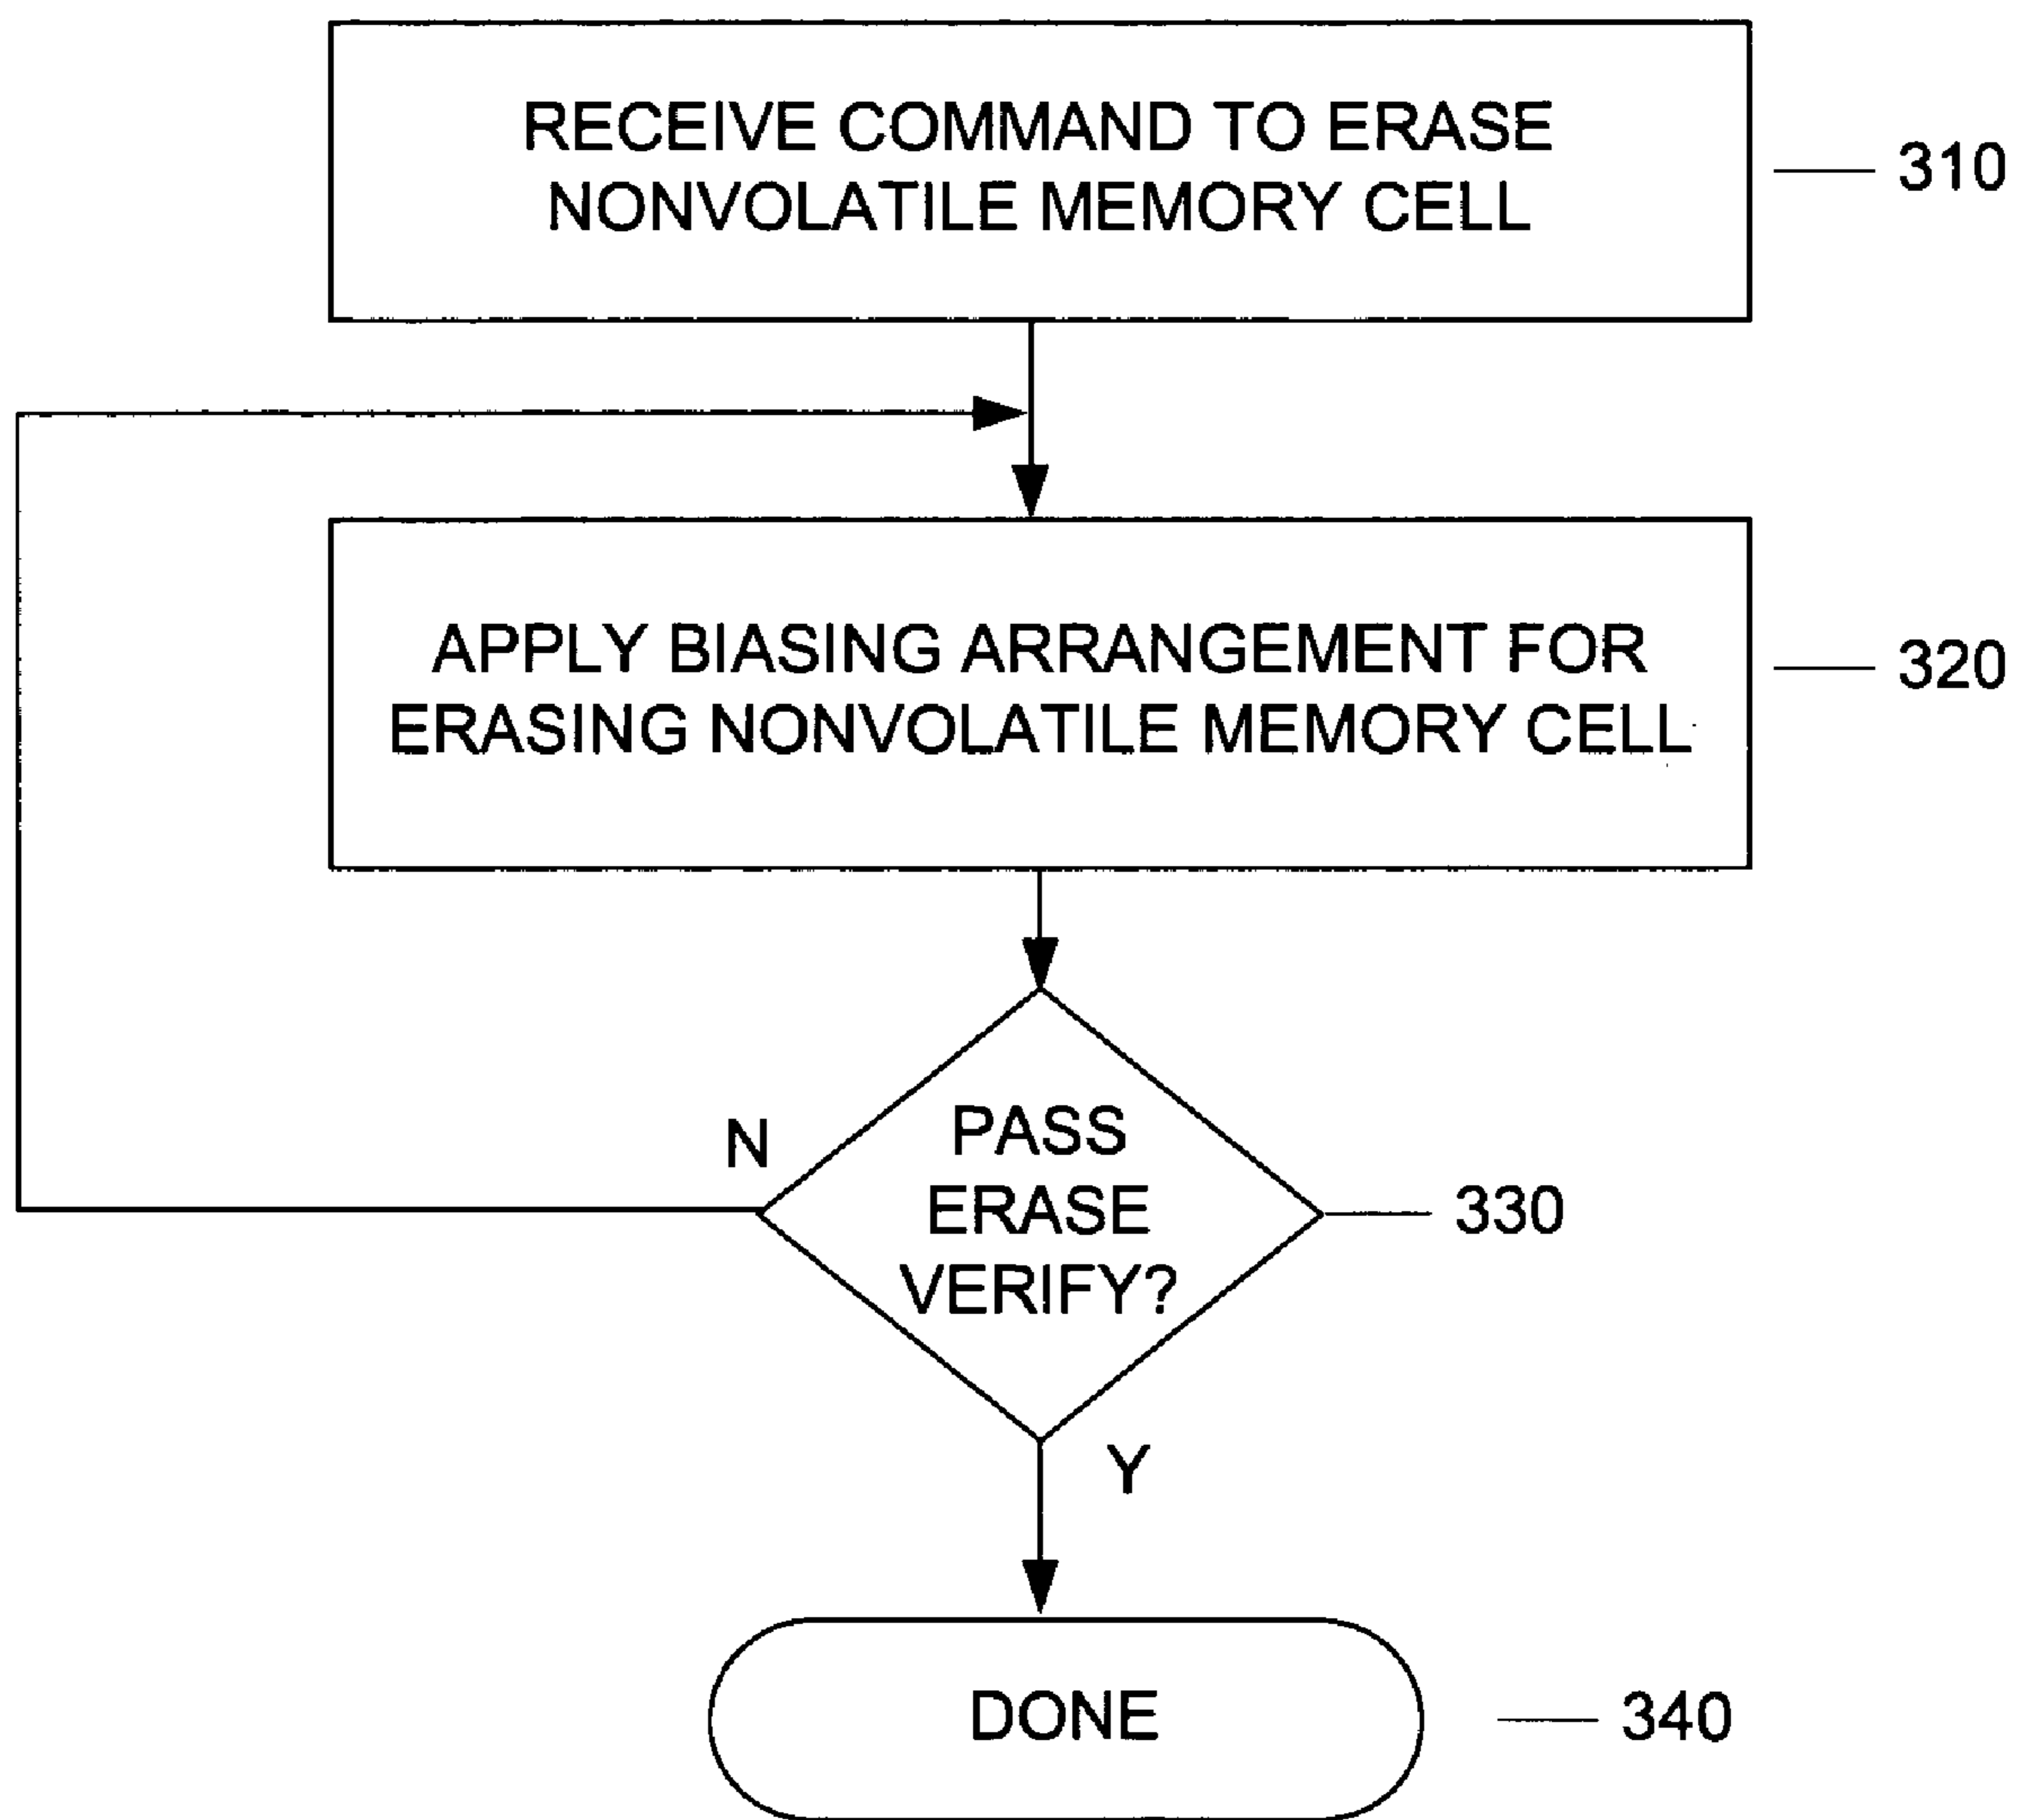 RECEIVE COMMAND TO ERASE
NONVOLATILE MEMORY CELL
310
APPLY BIASING ARRANGEMENT FOR
ERASING NONVOLATILE MEMORY CELL
320
N
PASS
ERASE
VERIFY?
330
Y
DONE
340